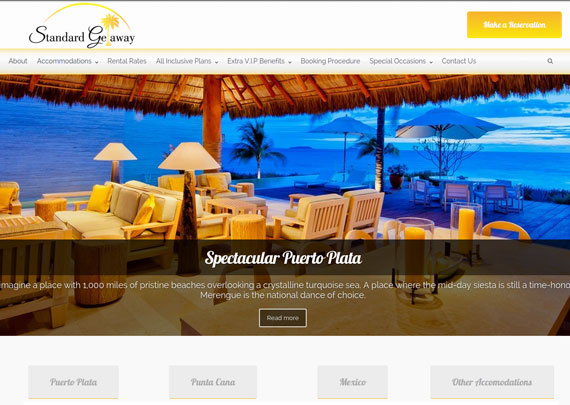 Standard Getaway
Make a Reservation
About Accommodations Rental Rates All Inclusive Plans Extra V.I.P Benefits Booking Procedure Special Occasions Contact Us
Spectacular Puerto Plata
magine a place with 1,000 miles of pristine beaches overlooking a crystalline turquoise sea. A place where the mid-day siesta is still a time-hono
Merengue is the national dance of choice.
Read more
Puerto Plata Punta Cana Mexico Other Accomodations